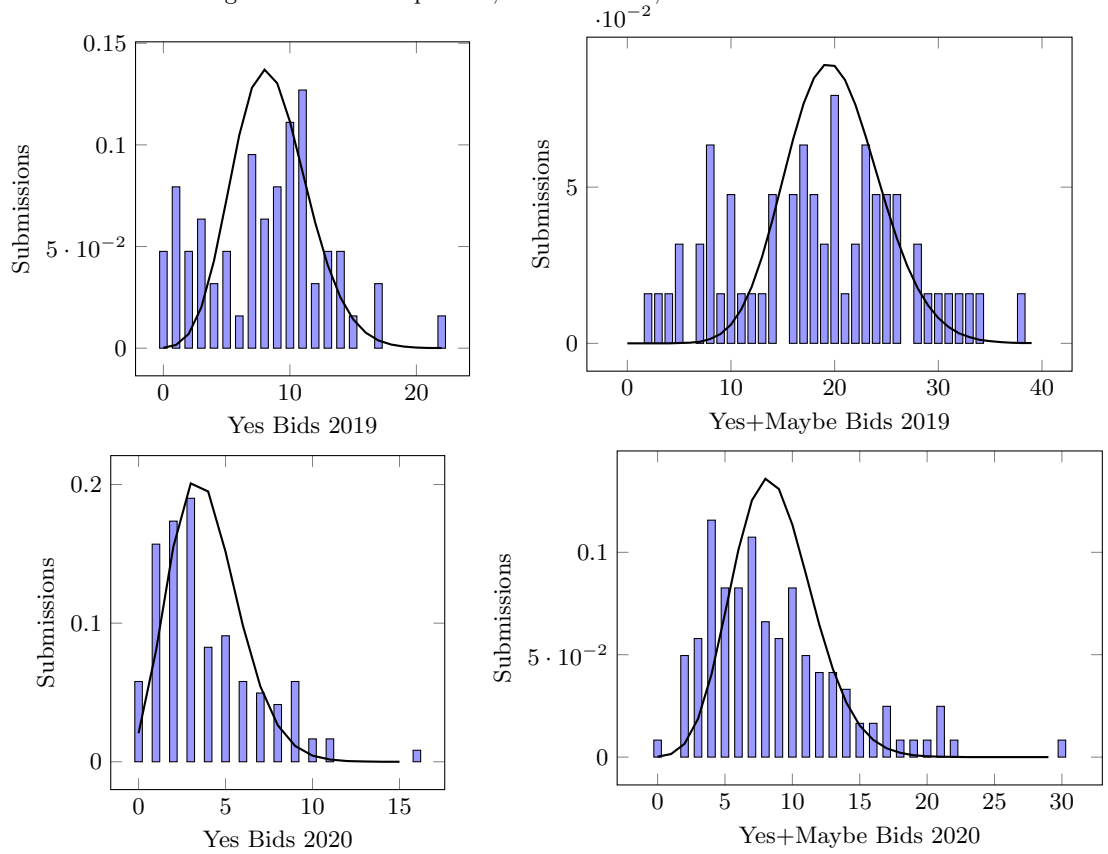 ·10⁻²
0.15
0.1
5 · 10⁻²
0
Submissions
0 10 20
Yes Bids 2019
5
0
Submissions
0 10 20 30 40
Yes+Maybe Bids 2019
0.2
0.1
0
Submissions
0 5 10 15
Yes Bids 2020
0.1
5 · 10⁻²
0
Submissions
0 5 10 15 20 25 30
Yes+Maybe Bids 2020